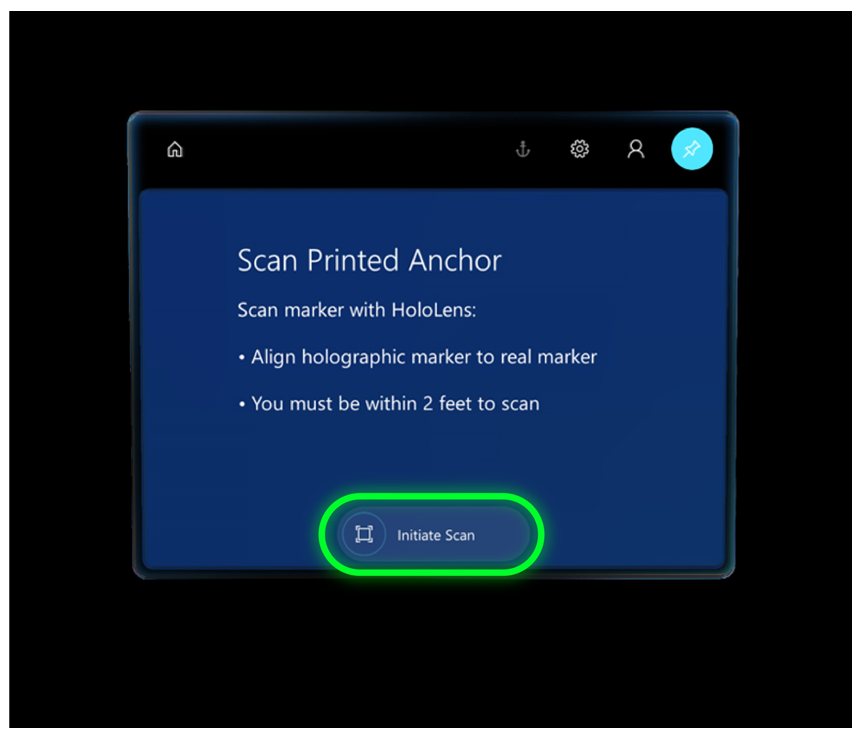 Scan Printed Anchor
Scan marker with HoloLens:
• Align holographic marker to real marker
• You must be within 2 feet to scan
Initiate Scan